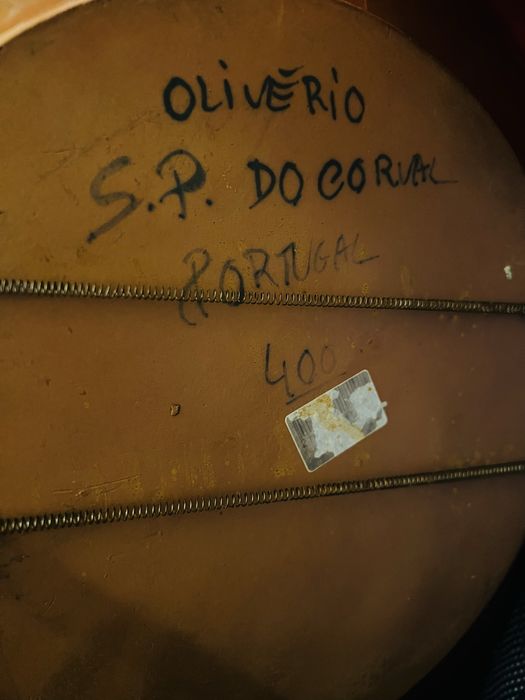 OLIVÉRIO
S.P. DO CORVAL
PORTUGAL
400